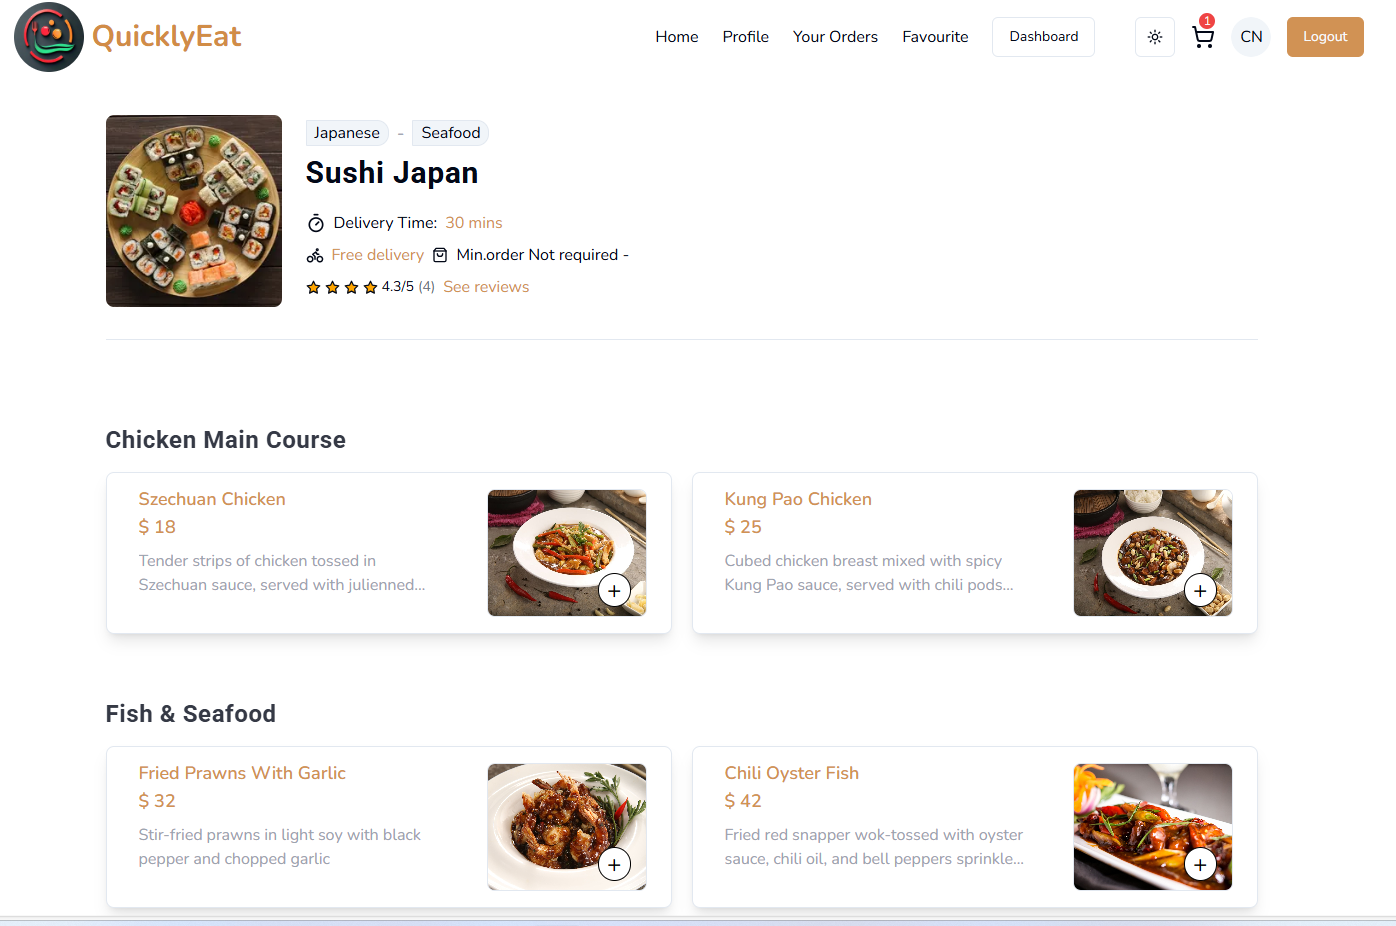 QuicklyEat
Home Profile Your Orders Favourite Dashboard 1 CN Logout
Japanese - Seafood
Sushi Japan
Delivery Time: 30 mins
Free delivery Min.order Not required -
4.3/5 (4) See reviews
Chicken Main Course
Szechuan Chicken
$ 18
Tender strips of chicken tossed in
Szechuan sauce, served with julienned...
Kung Pao Chicken
$ 25
Cubed chicken breast mixed with spicy
Kung Pao sauce, served with chili pods...
Fish & Seafood
Fried Prawns With Garlic
$ 32
Stir-fried prawns in light soy with black
pepper and chopped garlic
Chili Oyster Fish
$ 42
Fried red snapper wok-tossed with oyster
sauce, chili oil, and bell peppers sprinkle...